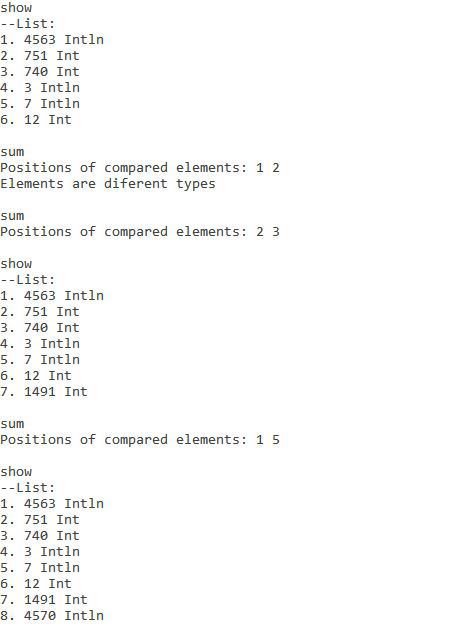 show
--List:
1. 4563 Intln
2. 751 Int
3. 740 Int
4. 3 Intln
5. 7 Intln
6. 12 Int
sum
Positions of compared elements: 1 2
Elements are diferent types
sum
Positions of compared elements: 2 3
show
--List:
1. 4563 Intln
2. 751 Int
3. 740 Int
4. 3 Intln
5. 7 Intln
6. 12 Int
7. 1491 Int
sum
Positions of compared elements: 1 5
show
--List:
1. 4563 Intln
2. 751 Int
3. 740 Int
4. 3 Intln
5. 7 Intln
6. 12 Int
7. 1491 Int
8. 4570 Intln